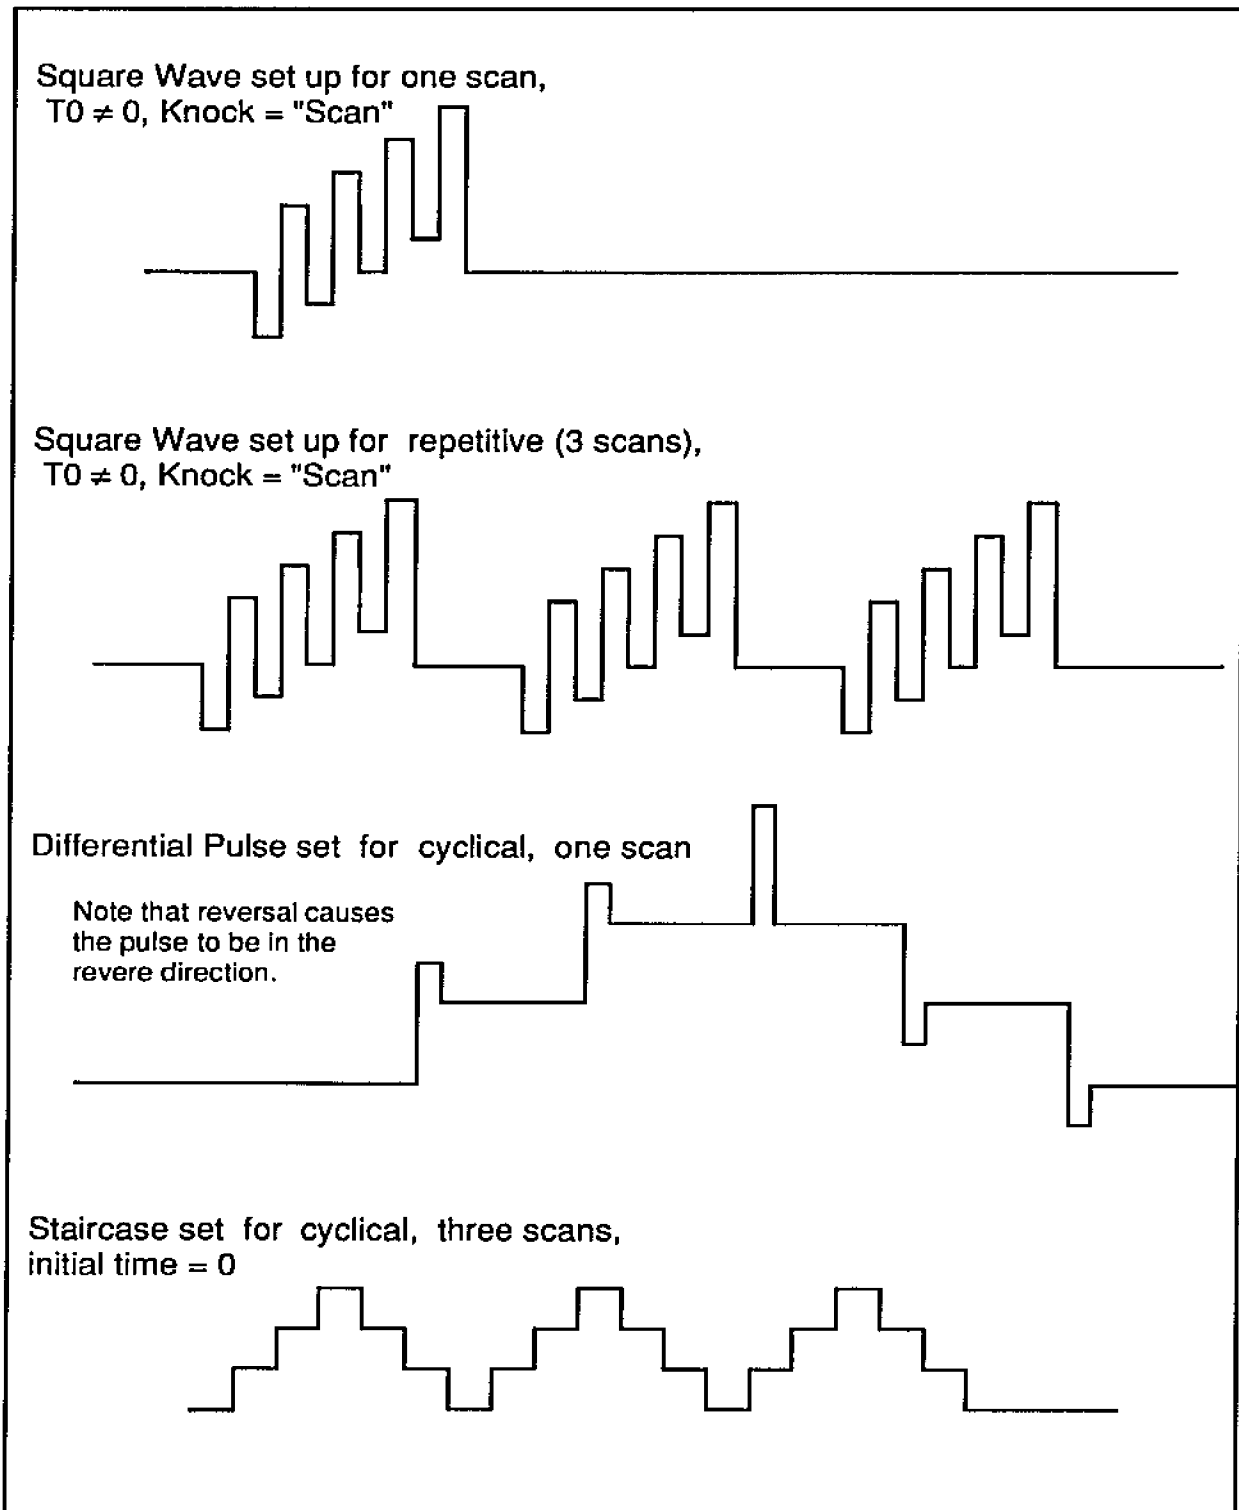 Square Wave set up for one scan,
T0 ≠ 0, Knock = "Scan"
Square Wave set up for repetitive (3 scans),
T0 ≠ 0, Knock = "Scan"
Differential Pulse set for cyclical, one scan
Note that reversal causes
the pulse to be in the
revere direction.
Staircase set for cyclical, three scans,
initial time = 0